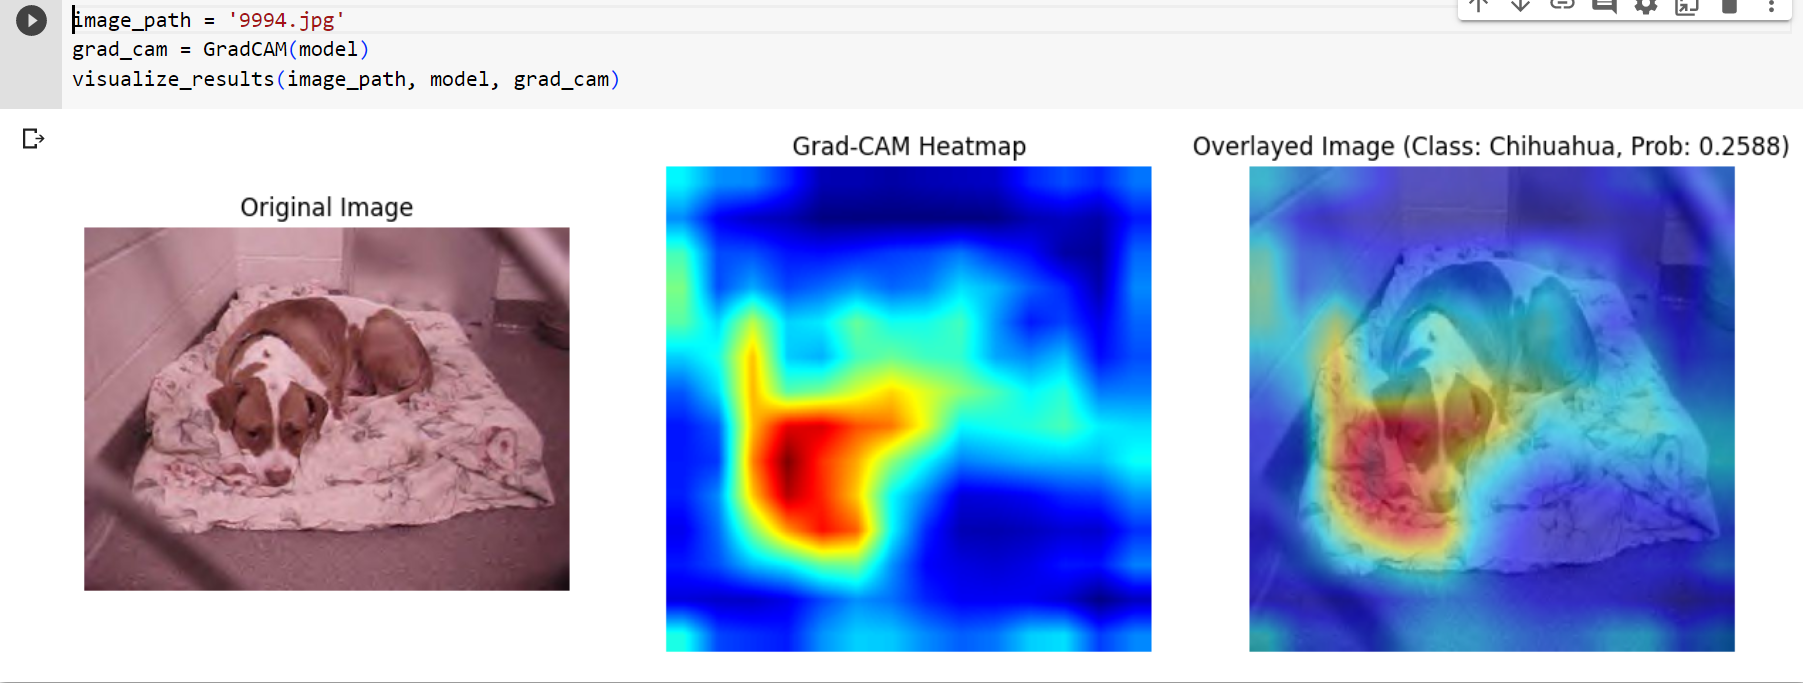 image_path = '9994.jpg'
grad_cam = GradCAM(model)
visualize_results(image_path, model, grad_cam)
Original Image
Grad-CAM Heatmap
Overlayed Image (Class: Chihuahua, Prob: 0.2588)